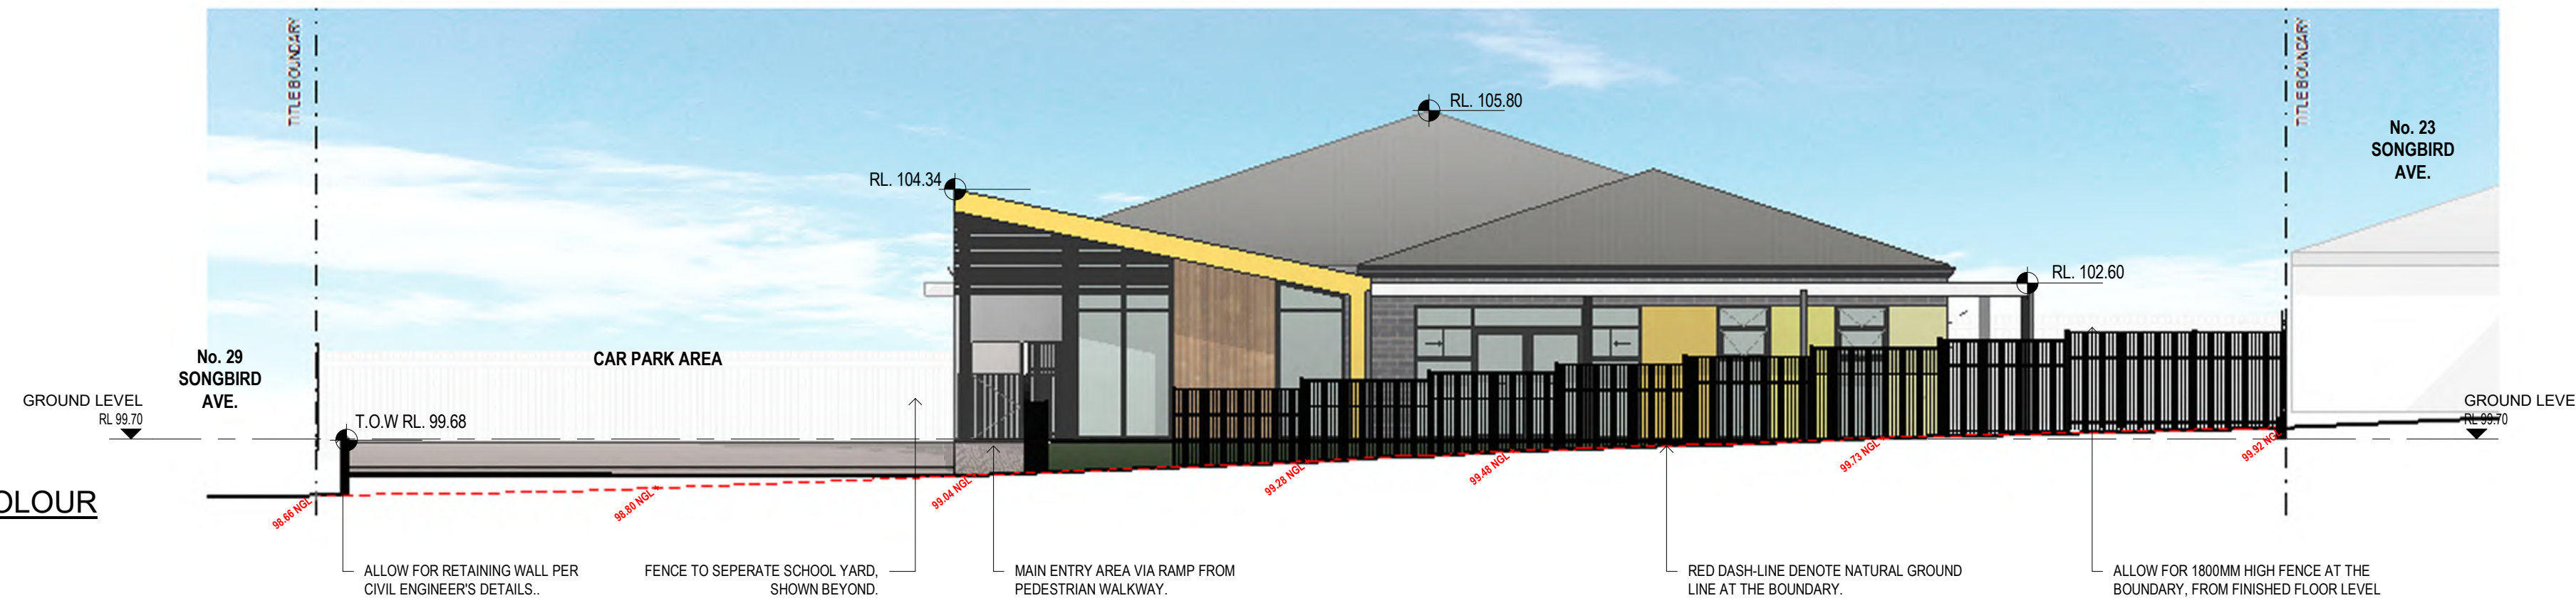 TITLE BOUNDARY
TITLE BOUNDARY
RL. 105.80
No. 23
SONGBIRD
AVE.
RL. 104.34
RL. 102.60
No. 29
SONGBIRD
AVE.
CAR PARK AREA
GROUND LEVEL
RL 99.70
T.O.W RL. 99.68
GROUND LEVE
RL 99.70
98.66 NGL
98.80 NGL
99.04 NGL
99.28 NGL
99.48 NGL
99.73 NGL
99.92 NGL
OLOUR
ALLOW FOR RETAINING WALL PER
CIVIL ENGINEER'S DETAILS..
FENCE TO SEPERATE SCHOOL YARD,
SHOWN BEYOND.
MAIN ENTRY AREA VIA RAMP FROM
PEDESTRIAN WALKWAY.
RED DASH-LINE DENOTE NATURAL GROUND
LINE AT THE BOUNDARY.
ALLOW FOR 1800MM HIGH FENCE AT THE
BOUNDARY, FROM FINISHED FLOOR LEVEL